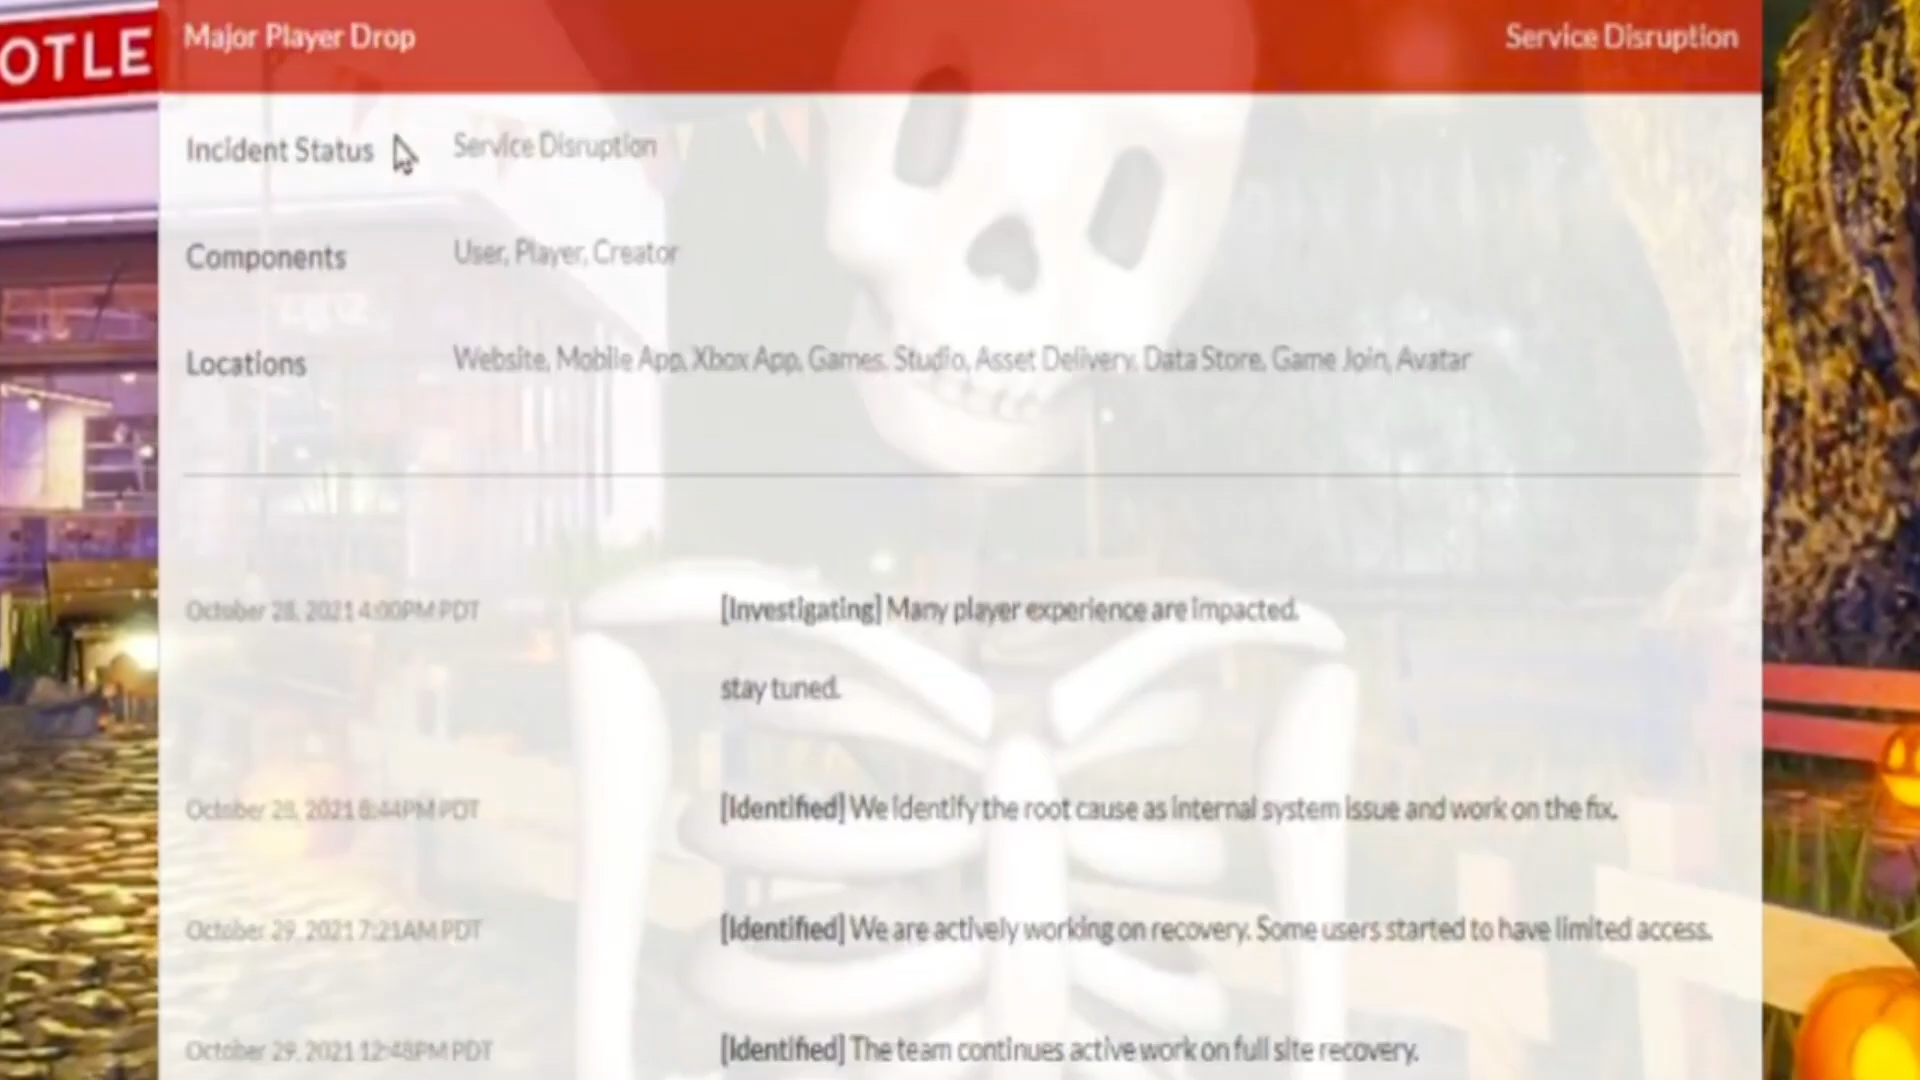 OTLE
Major Player Drop
Service Disruption
Incident Status
Service Disruption
Components
User, Player, Creator
Locations
Website, Mobile App, Xbox App, Games, Studio, Asset Delivery, Data Store, Game Join, Avatar
October 28, 2021 4:00PM PDT
[Investigating] Many player experience are impacted.
stay tuned.
October 28, 2021 8:44PM PDT
[Identified] We identify the root cause as internal system issue and work on the fix.
October 29, 2021 7:21AM PDT
[Identified] We are actively working on recovery. Some users started to have limited access.
October 29, 2021 12:48PM PDT
[Identified] The team continues active work on full site recovery.